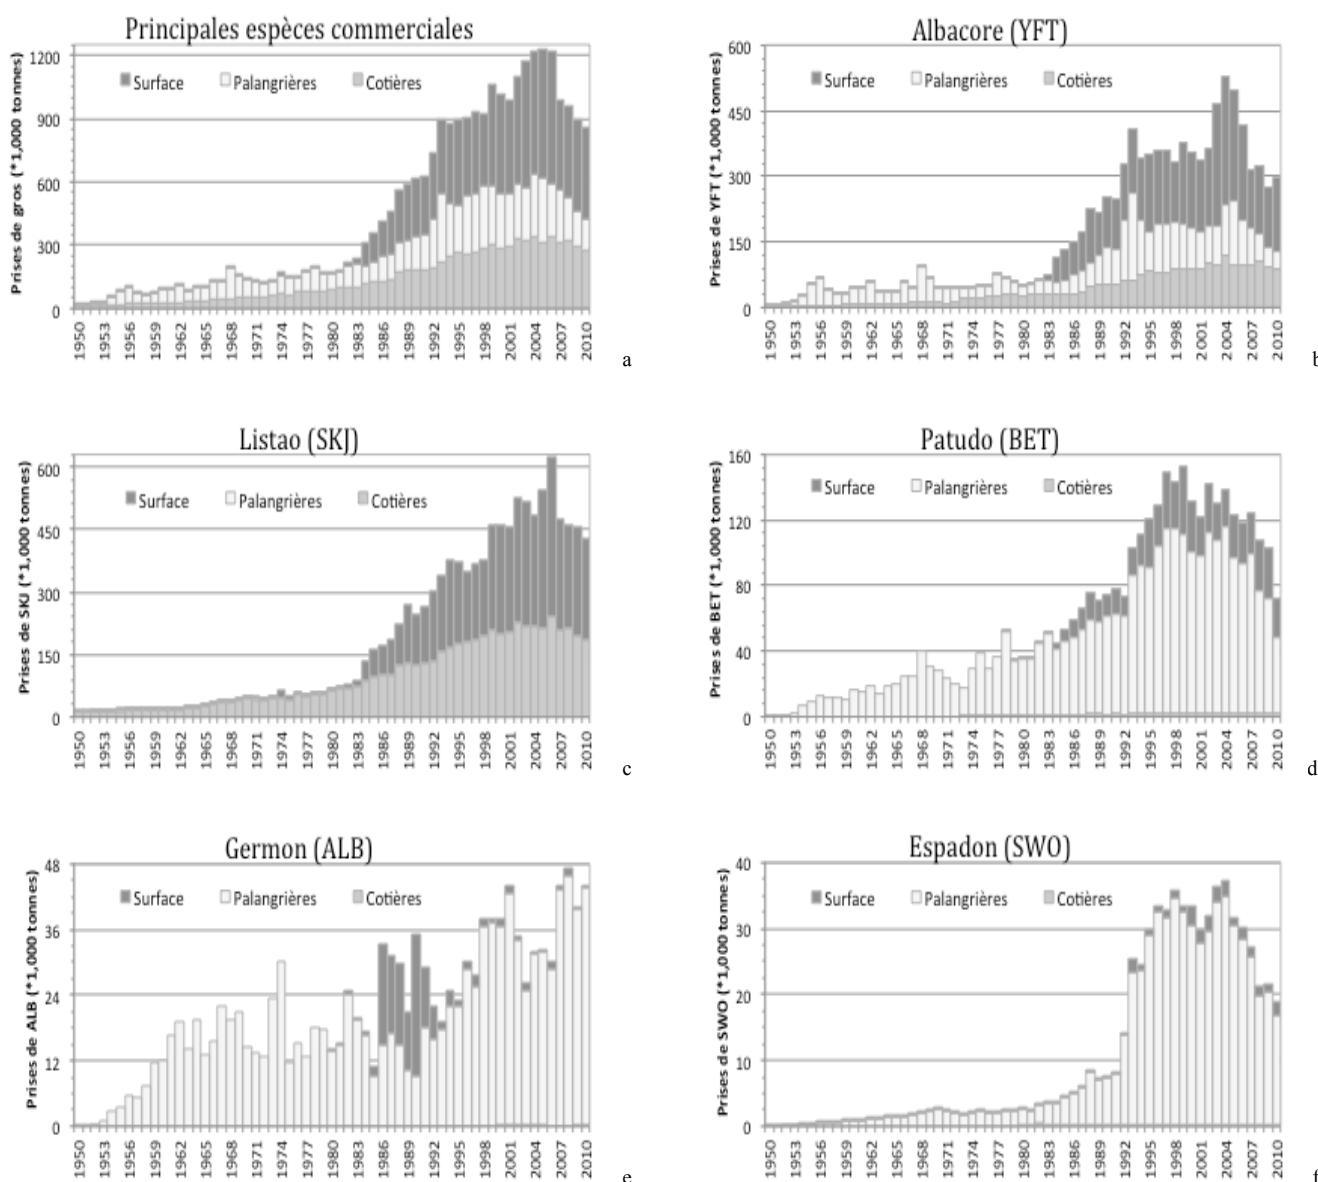 Principales espèces commerciales
Prises de gros (*1,000 tonnes)
1200
900
600
300
0
Surface Palangrières Cotières
1950 1953 1956 1959 1962 1965 1968 1971 1974 1977 1980 1983 1986 1989 1992 1995 1998 2001 2004 2007 2010
a
Albacore (YFT)
Prises de YFT (*1,000 tonnes)
600
450
300
150
0
Surface Palangrières Cotières
1950 1953 1956 1959 1962 1965 1968 1971 1974 1977 1980 1983 1986 1989 1992 1995 1998 2001 2004 2007 2010
b
Listao (SKJ)
Prises de SKJ (*1,000 tonnes)
600
450
300
150
0
Surface Palangrières Cotières
1950 1953 1956 1959 1962 1965 1968 1971 1974 1977 1980 1983 1986 1989 1992 1995 1998 2001 2004 2007 2010
c
Patudo (BET)
Prises de BET (*1,000 tonnes)
160
120
80
40
0
Surface Palangrières Cotières
1950 1953 1956 1959 1962 1965 1968 1971 1974 1977 1980 1983 1986 1989 1992 1995 1998 2001 2004 2007 2010
d
Germon (ALB)
Prises de ALB (*1,000 tonnes)
48
36
24
12
0
Surface Palangrières Cotières
1950 1953 1956 1959 1962 1965 1968 1971 1974 1977 1980 1983 1986 1989 1992 1995 1998 2001 2004 2007 2010
e
Espadon (SWO)
Prises de SWO (*1,000 tonnes)
40
30
20
10
0
Surface Palangrières Cotières
1950 1953 1956 1959 1962 1965 1968 1971 1974 1977 1980 1983 1986 1989 1992 1995 1998 2001 2004 2007 2010
f